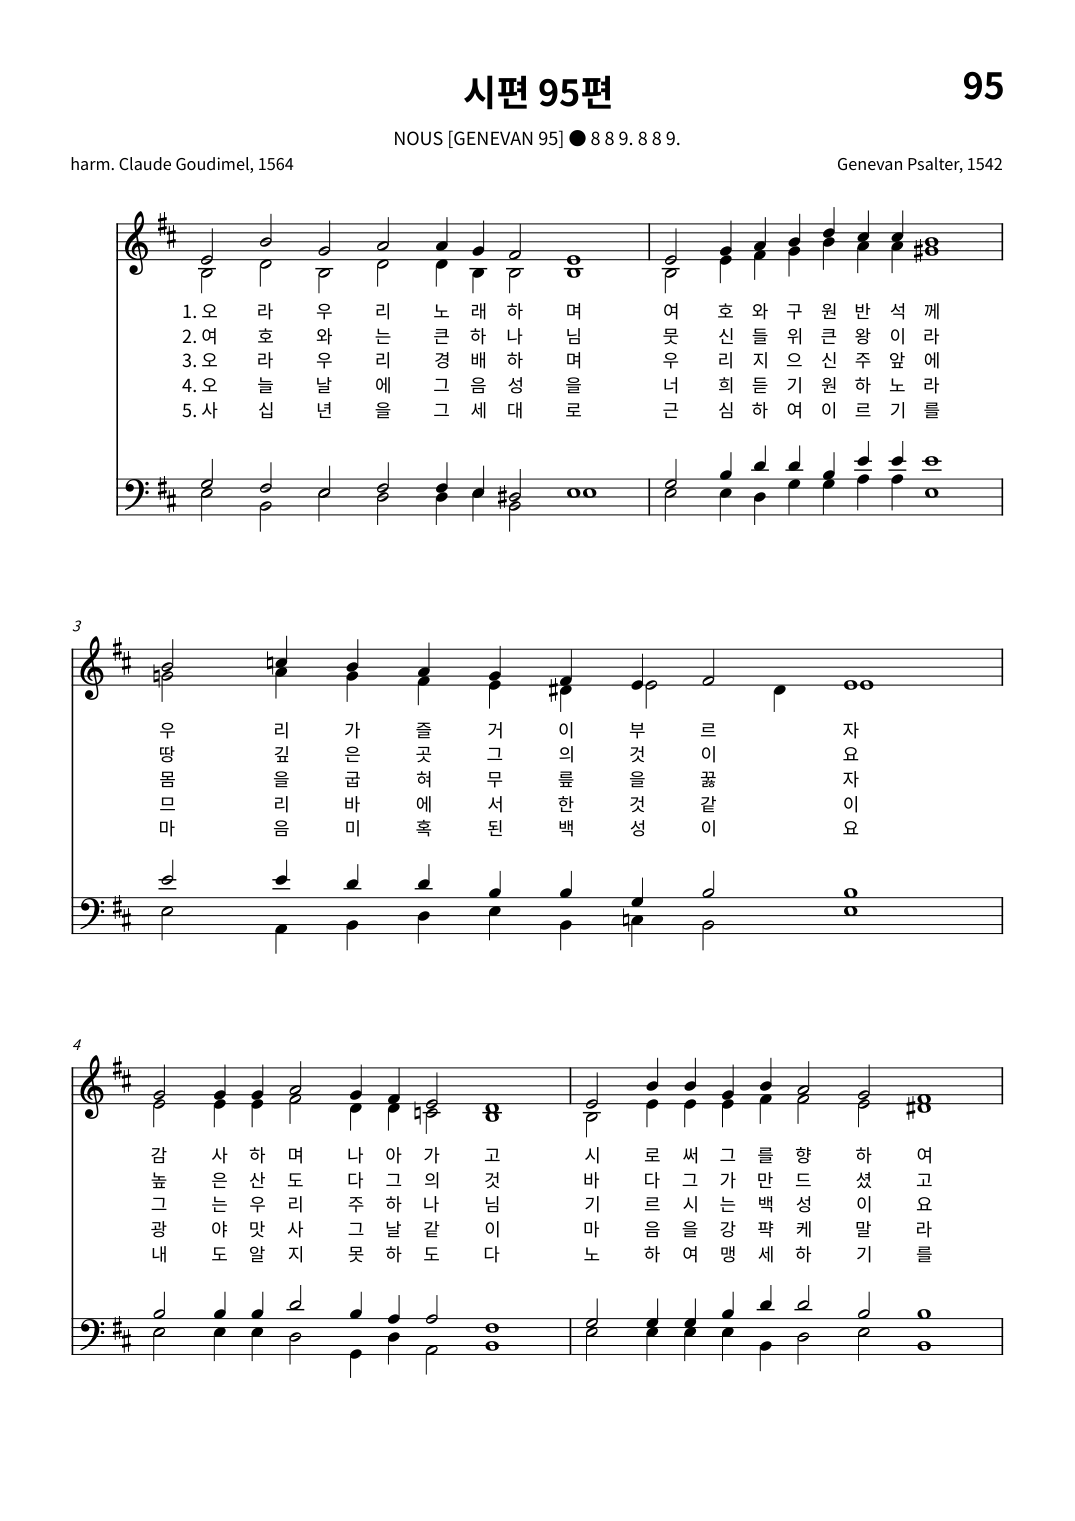 95
시편 95편
NOUS [GENEVAN 95] ● 8 8 9. 8 8 9.
harm. Claude Goudimel, 1564
Genevan Psalter, 1542
1. 오 라 우 리 노 래 하 며 여 호 와 구 원 반 석 께
2. 여 호 와 는 큰 하 나 님 뭇 신 들 위 큰 왕 이 라
3. 오 라 우 리 경 배 하 며 우 리 지 으 신 주 앞 에
4. 오 늘 날 에 그 음 성 을 너 희 듣 기 원 하 노 라
5. 사 십 년 을 그 세 대 로 근 심 하 여 이 르 기 를
3
우 리 가 즐 거 이 부 르 자
땅 깊 은 곳 그 의 것 이 요
몸 을 굽 혀 무 릎 을 꿇 자
므 리 바 에 서 한 것 같 이
마 음 미 혹 된 백 성 이 요
4
감 사 하 며 나 아 가 고 시 로 써 그 를 향 하 여
높 은 산 도 다 그 의 것 바 다 그 가 만 드 셨 고
그 는 우 리 주 하 나 님 기 르 시 는 백 성 이 요
광 야 맛 사 그 날 같 이 마 음 을 강 퍅 케 말 라
내 도 알 지 못 하 도 다 노 하 여 맹 세 하 기 를